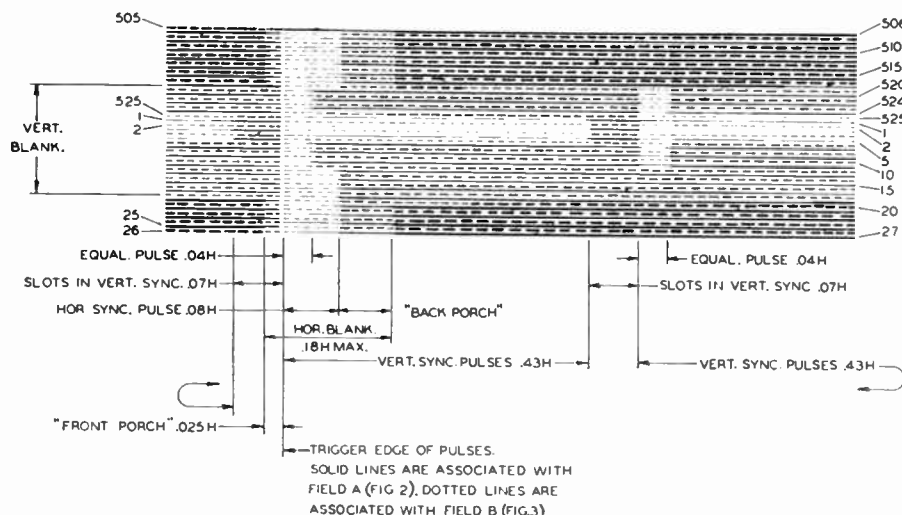 505
525
1
2
VERT.
BLANK.
25
26
506
510
515
520
524
525
1
2
5
10
15
20
27
EQUAL. PULSE .04H
EQUAL. PULSE .04H
SLOTS IN VERT. SYNC. .07H
SLOTS IN VERT. SYNC .07H
HOR SYNC. PULSE .08H
"BACK PORCH"
HOR. BLANK.
.18H MAX.
VERT. SYNC. PULSES .43H
VERT. SYNC. PULSES .43H
"FRONT PORCH" .025H
TRIGGER EDGE OF PULSES.
SOLID LINES ARE ASSOCIATED WITH
FIELD A (FIG 2), DOTTED LINES ARE
ASSOCIATED WITH FIELD B (FIG.3)